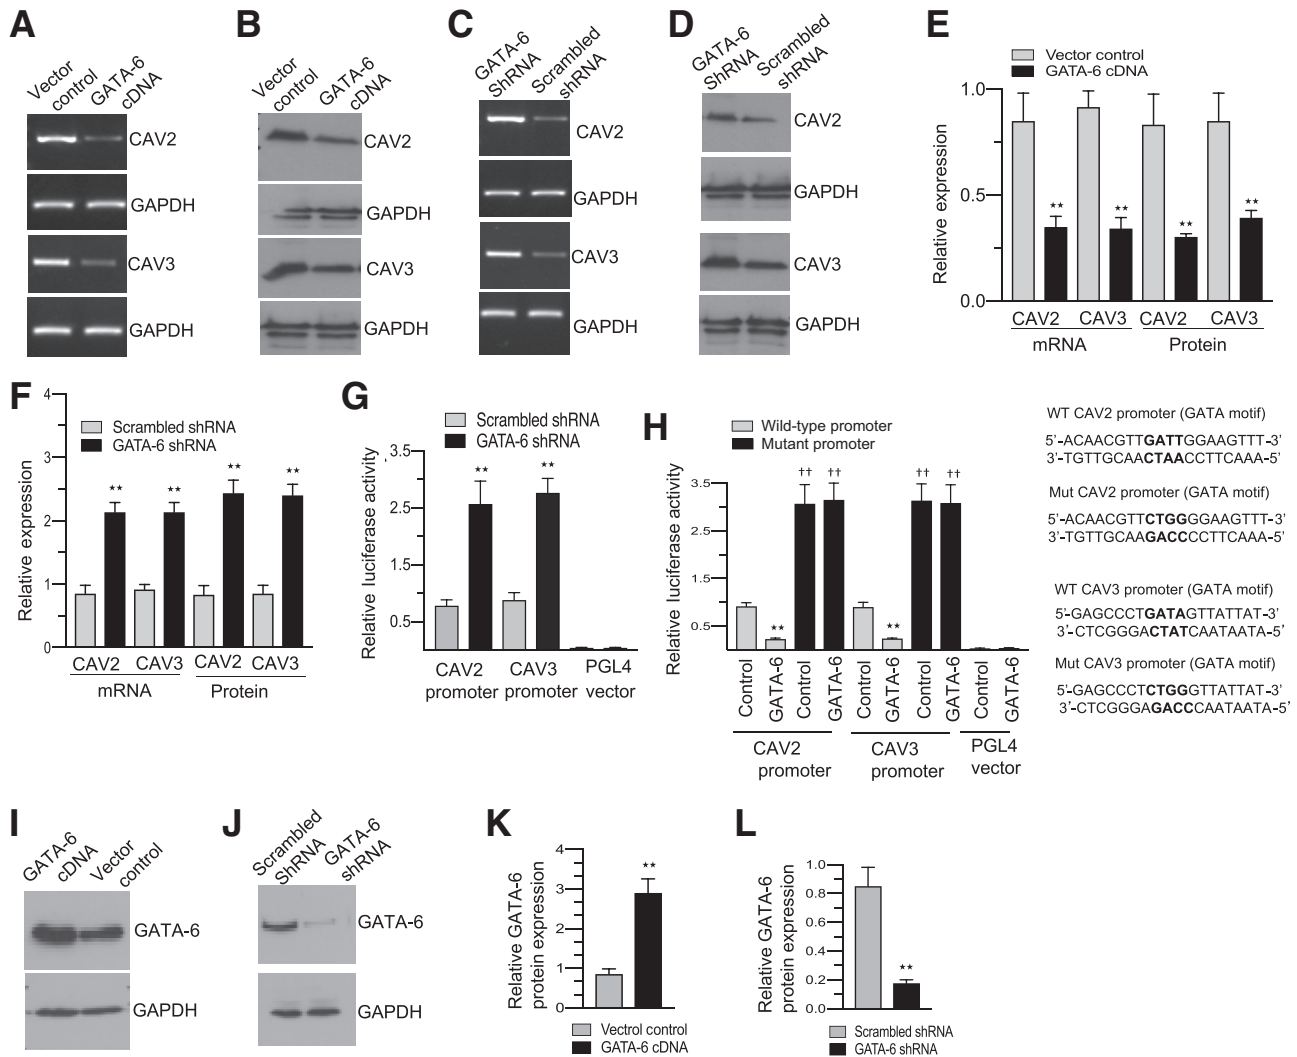 A
Vector
control
GATA-6
cDNA
CAV2
GAPDH
CAV3
GAPDH
B
Vector
control
GATA-6
cDNA
CAV2
GAPDH
CAV3
GAPDH
C
GATA-6
ShRNA
Scrambled
shRNA
CAV2
GAPDH
CAV3
GAPDH
D
GATA-6
ShRNA
Scrambled
shRNA
CAV2
GAPDH
CAV3
GAPDH
E
Vector control
GATA-6 cDNA
Relative expression
1.0
0.5
0.0
**
**
**
**
CAV2 CAV3 CAV2 CAV3
mRNA Protein
F
Scrambled shRNA
GATA-6 shRNA
Relative expression
4
3
2
1
0
**
**
**
**
CAV2 CAV3 CAV2 CAV3
mRNA Protein
G
Scrambled shRNA
GATA-6 shRNA
Relative luciferase activity
3.5
2.5
1.5
0.5
**
**
CAV2 CAV3 PGL4
promoter promoter vector
H
Wild-type promoter
Mutant promoter
Relative luciferase activity
3.5
2.5
1.5
0.5
**
††
††
**
††
††
Control
GATA-6
Control
GATA-6
Control
GATA-6
Control
GATA-6
Control
GATA-6
CAV2
promoter
CAV3
promoter
PGL4
vector
WT CAV2 promoter (GATA motif)
5'-ACAACGTTGATTGGAAGTTT-3'
3'-TGTTGCAACTAACCTTCAAA-5'
Mut CAV2 promoter (GATA motif)
5'-ACAACGTTCTGGGGAAGTTT-3'
3'-TGTTGCAAGACCCCTTCAAA-5'
WT CAV3 promoter (GATA motif)
5'-GAGCCCTGATAGTTATTAT-3'
3'-CTCGGGACTATCAATAATA-5'
Mut CAV3 promoter (GATA motif)
5'-GAGCCCTCTGGGTTATTAT-3'
3'-CTCGGGAGACCCAATAATA-5'
I
GATA-6
cDNA
Vector
control
GATA-6
GAPDH
J
Scrambled
ShRNA
GATA-6
shRNA
GATA-6
GAPDH
K
Relative GATA-6
protein expression
4
3
2
1
0
**
Vectrol control
GATA-6 cDNA
L
Relative GATA-6
protein expression
1.0
0.8
0.6
0.4
0.2
0.0
**
Scrambled shRNA
GATA-6 shRNA